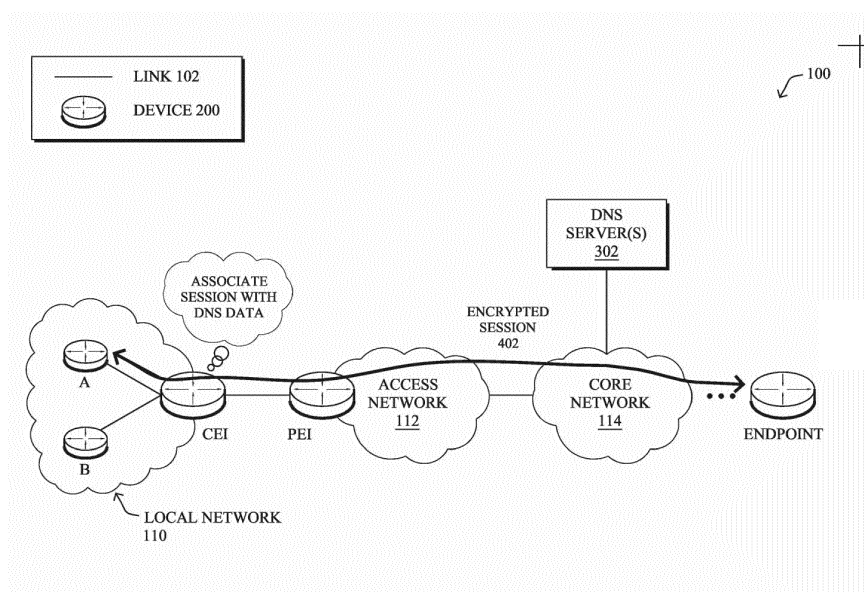 LINK 102
DEVICE 200
100
DNS
SERVER(S)
302
ASSOCIATE
SESSION WITH
DNS DATA
ENCRYPTED
SESSION
402
A
B
CEI
PEI
ACCESS
NETWORK
112
CORE
NETWORK
114
ENDPOINT
LOCAL NETWORK
110